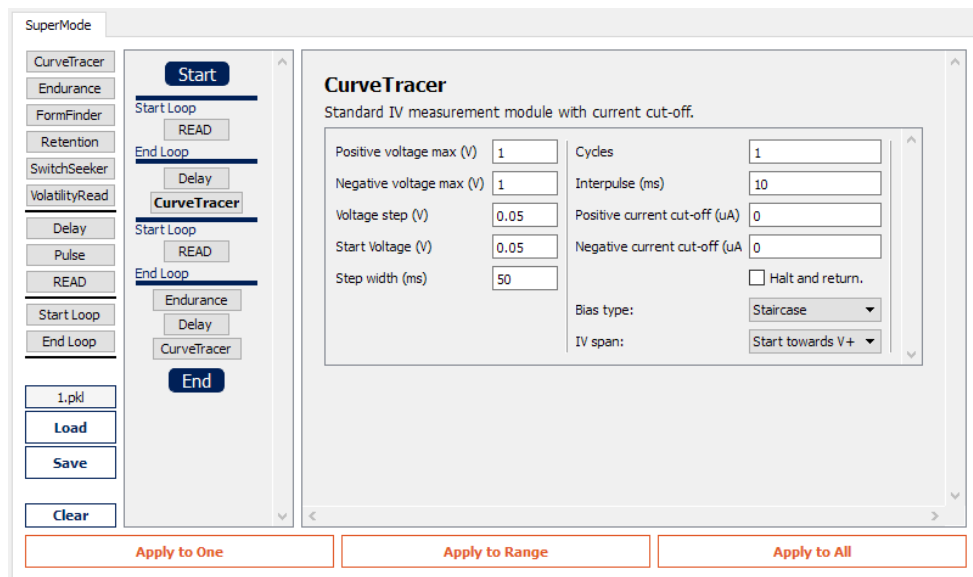 SuperMode
CurveTracer
Endurance
FormFinder
Retention
SwitchSeeker
VolatilityRead
Delay
Pulse
READ
Start Loop
End Loop
1.pkl
Load
Save
Clear
Start
Start Loop
READ
End Loop
Delay
CurveTracer
Start Loop
READ
End Loop
Endurance
Delay
CurveTracer
End
CurveTracer
Standard IV measurement module with current cut-off.
Positive voltage max (V) 1
Negative voltage max (V) 1
Voltage step (V) 0.05
Start Voltage (V) 0.05
Step width (ms) 50
Cycles 1
Interpulse (ms) 10
Positive current cut-off (uA) 0
Negative current cut-off (uA 0
Halt and return.
Bias type: Staircase
IV span: Start towards V+
Apply to One
Apply to Range
Apply to All